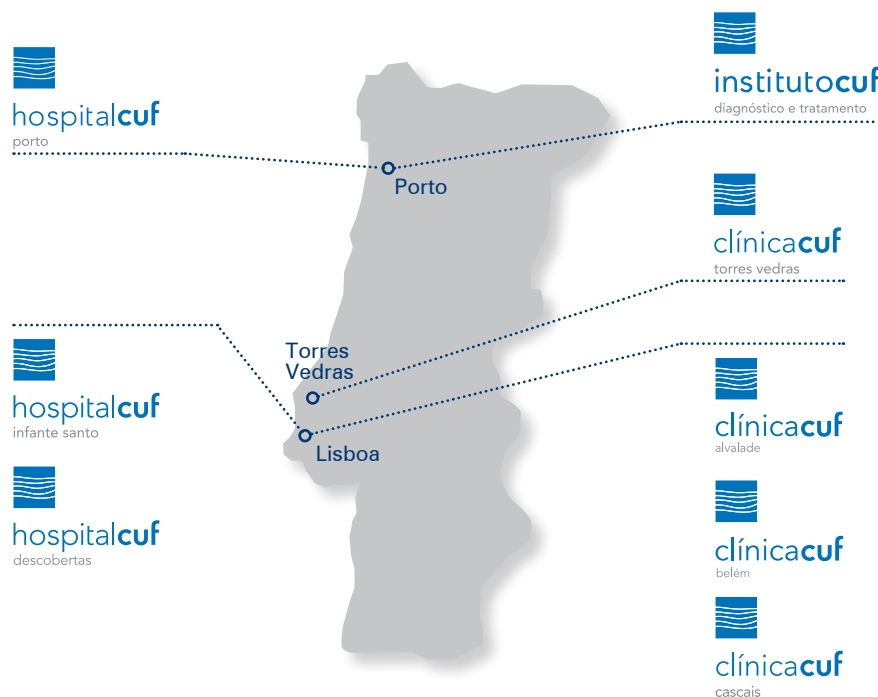 hospitalcuf
porto
institutocuf
diagnóstico e tratamento
Porto
clínicacuf
torres vedras
Torres
Vedras
hospitalcuf
infante santo
Lisboa
clínicacuf
alvalade
hospitalcuf
descobertas
clínicacuf
belém
clínicacuf
cascais